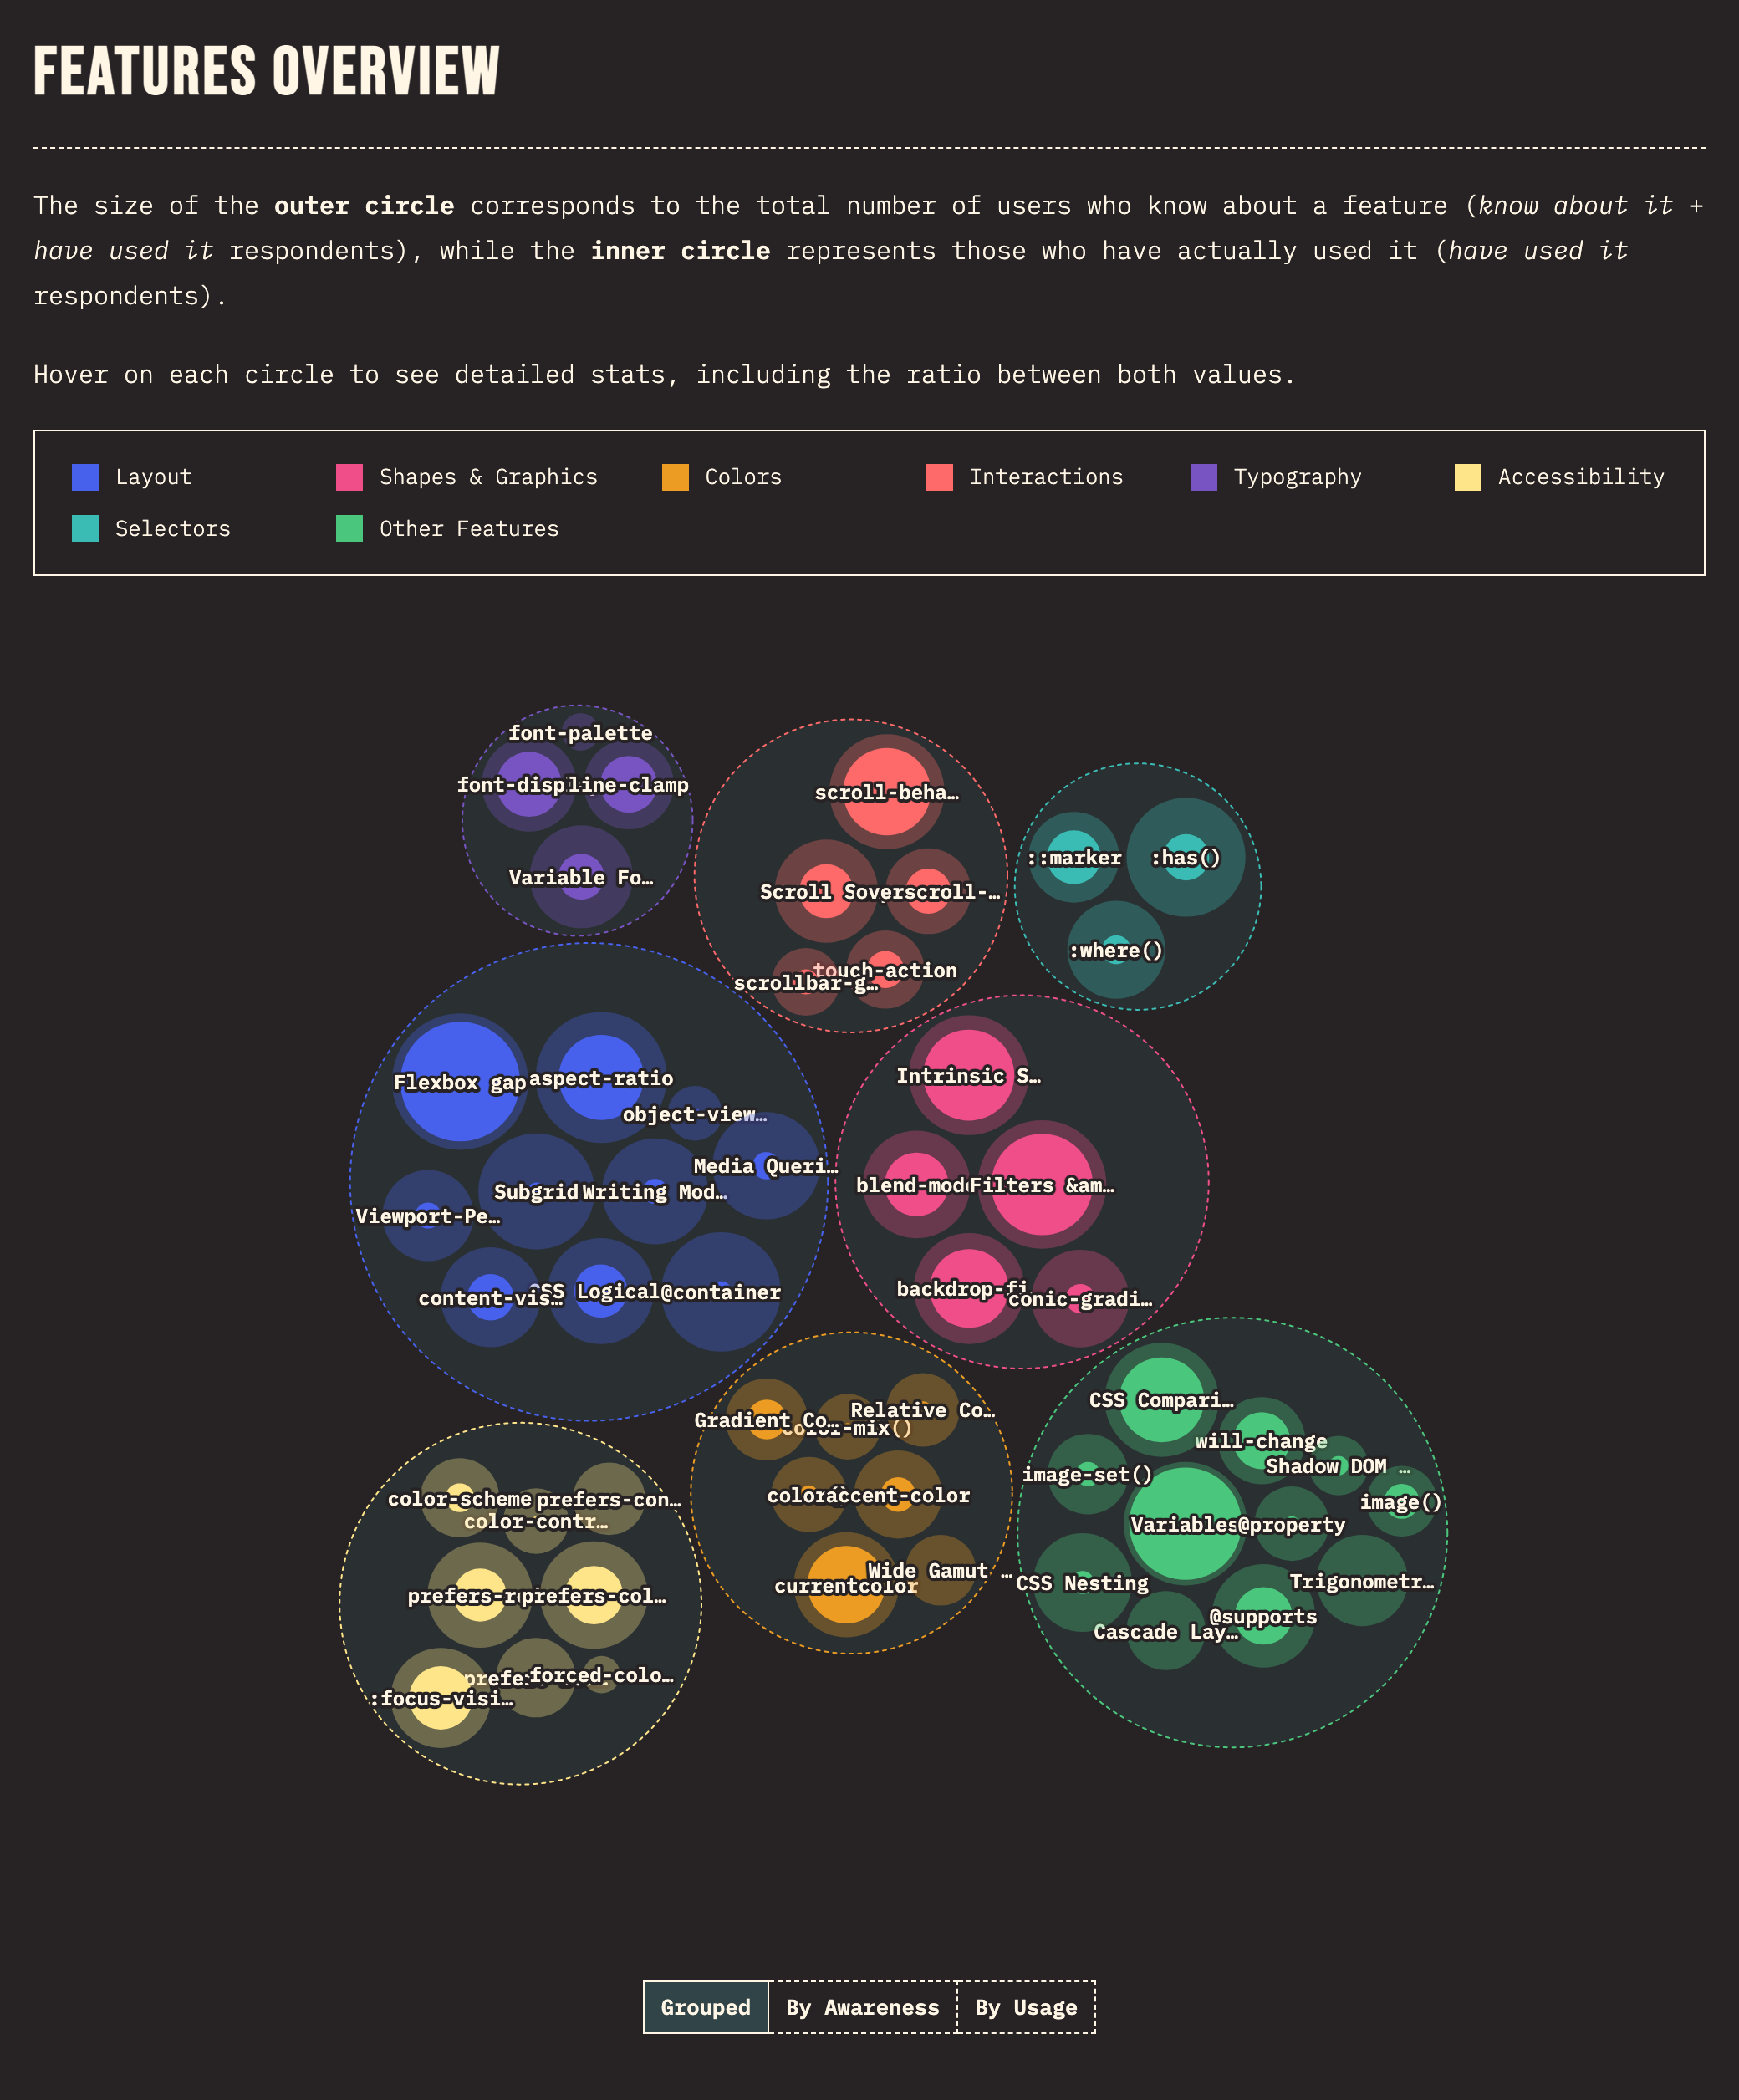 FEATURES OVERVIEW
The size of the outer circle corresponds to the total number of users who know about a feature (know about it +
have used it respondents), while the inner circle represents those who have actually used it (have used it
respondents).
Hover on each circle to see detailed stats, including the ratio between both values.
Layout
Shapes & Graphics
Colors
Interactions
Typography
Accessibility
Selectors
Other Features
font-palette
font-disp
line-clamp
Variable Fo…
scroll-beha…
Scroll S
overscroll-…
touch-action
scrollbar-g…
::marker
:has()
:where()
Flexbox gap
aspect-ratio
object-view…
Media Queri…
Subgrid
Writing Mod…
Viewport-Pe…
content-vis…
CSS Logical
@container
Intrinsic S…
blend-mod
Filters &am…
backdrop-fi
conic-gradi…
Gradient Co…
color-mix()
Relative Co…
color
accent-color
currentcolor
Wide Gamut …
CSS Compari…
will-change
Shadow DOM …
image-set()
image()
Variables
@property
CSS Nesting
Trigonometr…
@supports
Cascade Lay…
color-scheme
prefers-con…
color-contr…
prefers-r
prefers-col…
prefe
forced-colo…
:focus-visi…
Grouped
By Awareness
By Usage